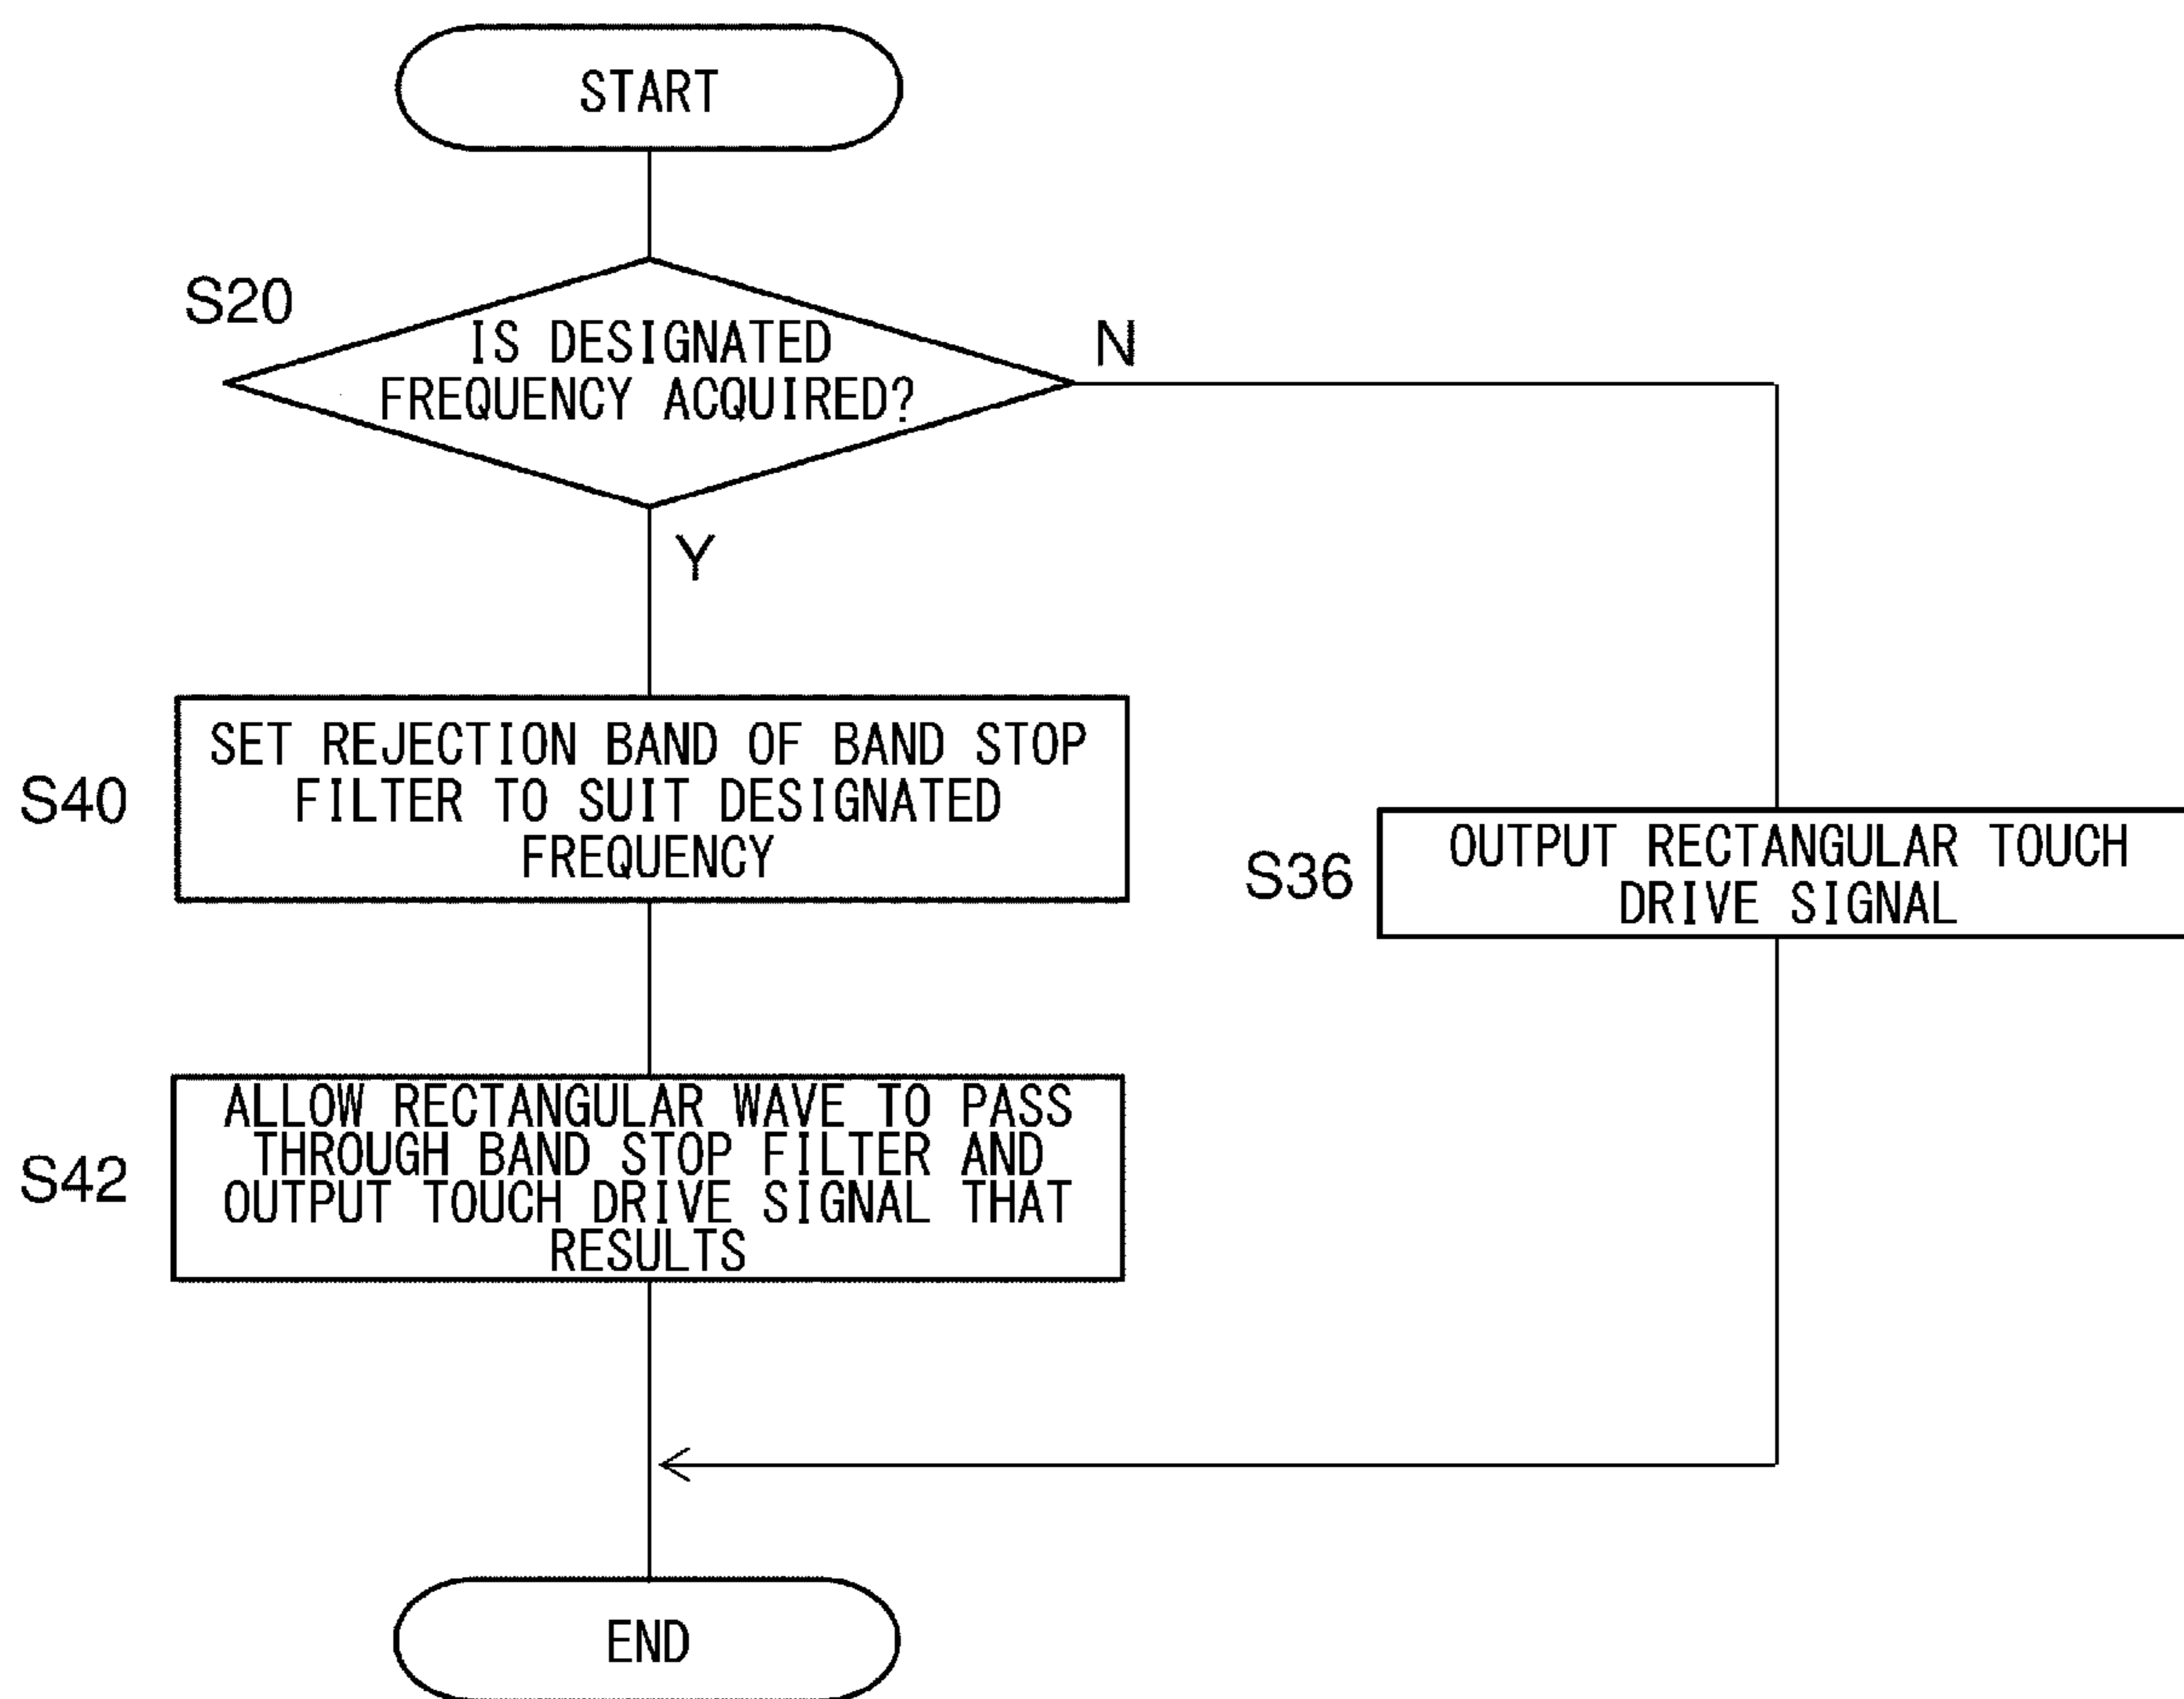 START
S20
IS DESIGNATED
FREQUENCY ACQUIRED?
N
Y
S40
SET REJECTION BAND OF BAND STOP
FILTER TO SUIT DESIGNATED
FREQUENCY
S36
OUTPUT RECTANGULAR TOUCH
DRIVE SIGNAL
S42
ALLOW RECTANGULAR WAVE TO PASS
THROUGH BAND STOP FILTER AND
OUTPUT TOUCH DRIVE SIGNAL THAT
RESULTS
END